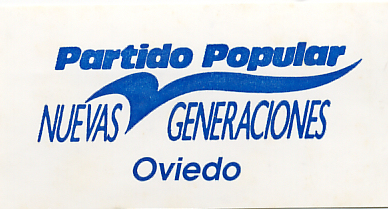 Partido Popular
NUEVAS GENERACIONES
Oviedo